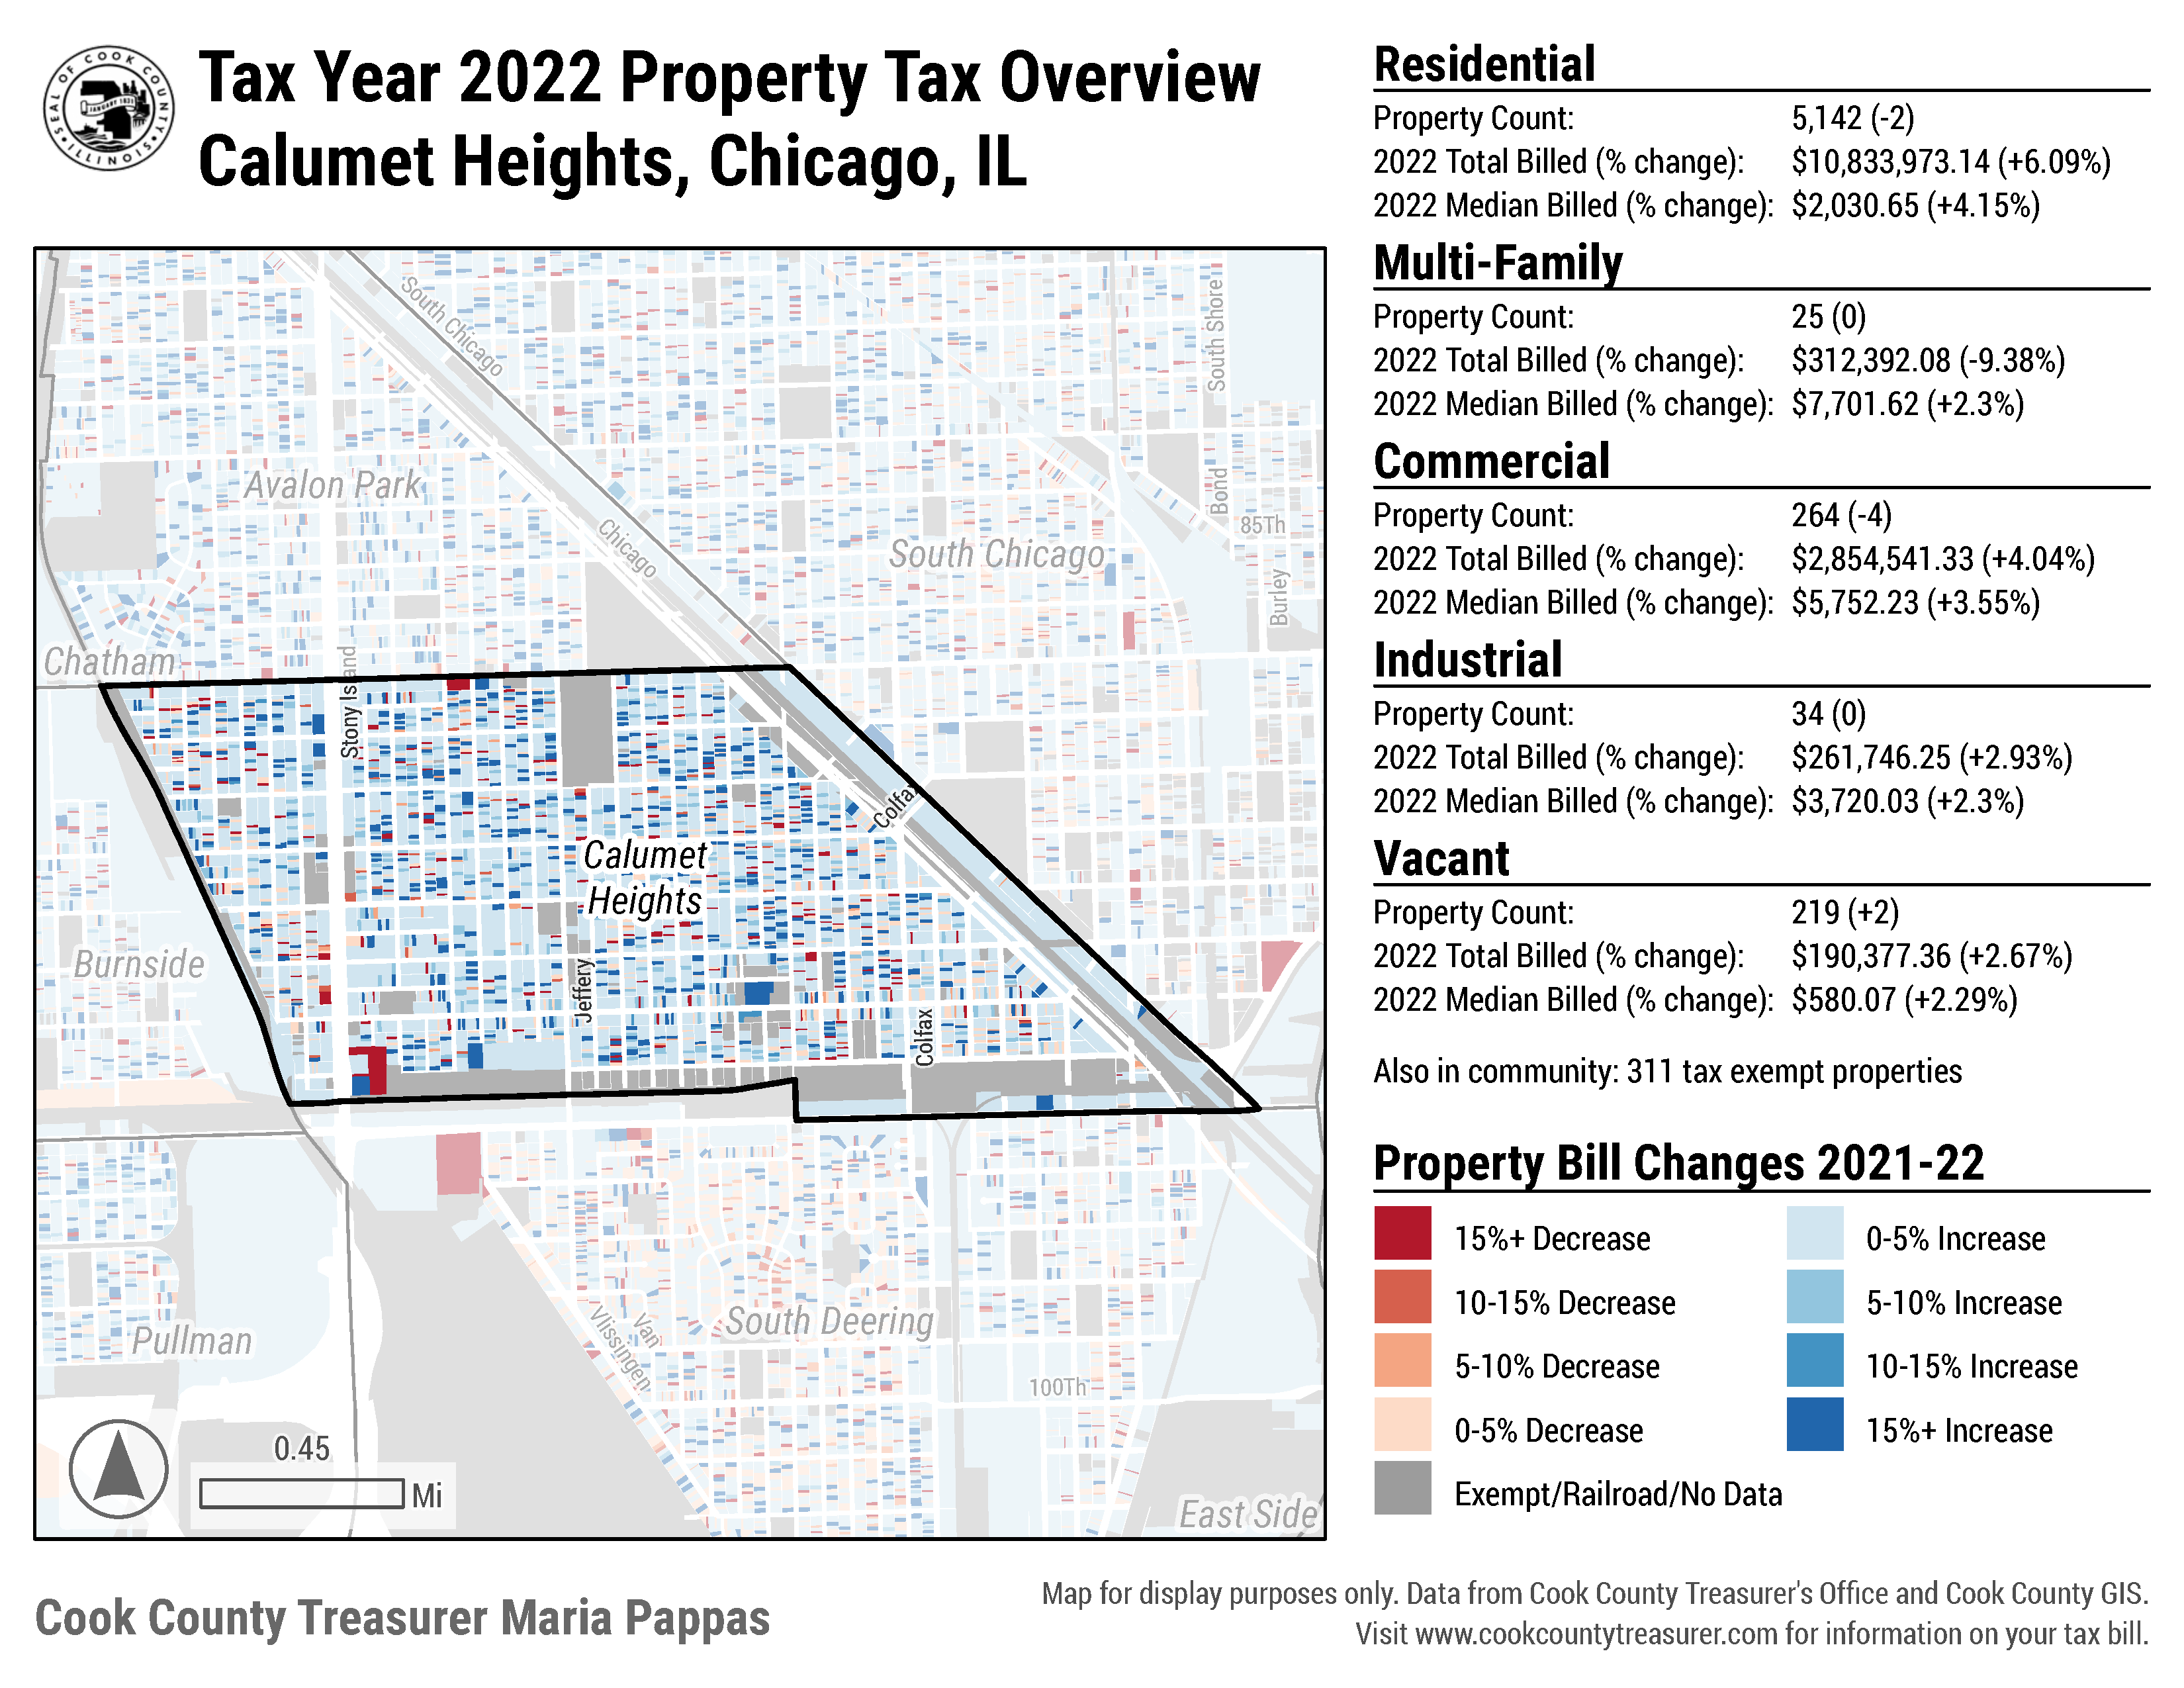 SEAL OF COOK COUNTY
JANUARY 1831
ILLINOIS
Tax Year 2022 Property Tax Overview
Calumet Heights, Chicago, IL
South Chicago
South Shore
Avalon Park
Chicago
South Chicago
Bond
85Th
Burley
Chatham
Stony Island
Colfax
Calumet
Heights
Burnside
Jeffery
Colfax
South Deering
Van
Vlissingen
Pullman
100Th
East Side
0.45
Mi
Residential
Property Count: 5,142 (-2)
2022 Total Billed (% change): $10,833,973.14 (+6.09%)
2022 Median Billed (% change): $2,030.65 (+4.15%)
Multi-Family
Property Count: 25 (0)
2022 Total Billed (% change): $312,392.08 (-9.38%)
2022 Median Billed (% change): $7,701.62 (+2.3%)
Commercial
Property Count: 264 (-4)
2022 Total Billed (% change): $2,854,541.33 (+4.04%)
2022 Median Billed (% change): $5,752.23 (+3.55%)
Industrial
Property Count: 34 (0)
2022 Total Billed (% change): $261,746.25 (+2.93%)
2022 Median Billed (% change): $3,720.03 (+2.3%)
Vacant
Property Count: 219 (+2)
2022 Total Billed (% change): $190,377.36 (+2.67%)
2022 Median Billed (% change): $580.07 (+2.29%)
Also in community: 311 tax exempt properties
Property Bill Changes 2021-22
15%+ Decrease
10-15% Decrease
5-10% Decrease
0-5% Decrease
Exempt/Railroad/No Data
0-5% Increase
5-10% Increase
10-15% Increase
15%+ Increase
Cook County Treasurer Maria Pappas
Map for display purposes only. Data from Cook County Treasurer's Office and Cook County GIS.
Visit www.cookcountytreasurer.com for information on your tax bill.